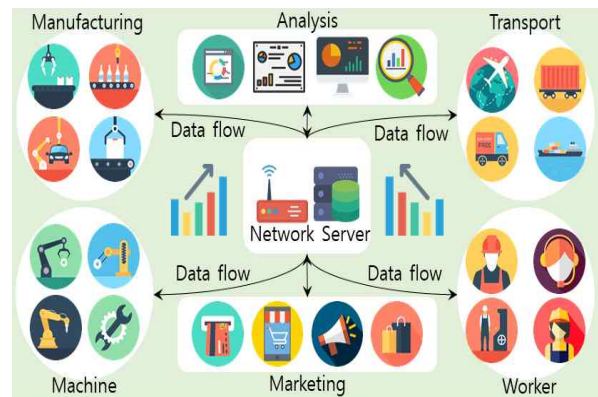 Manufacturing
Analysis
Transport
Data flow
Data flow
Network Server
Data flow
Data flow
Machine
Marketing
Worker